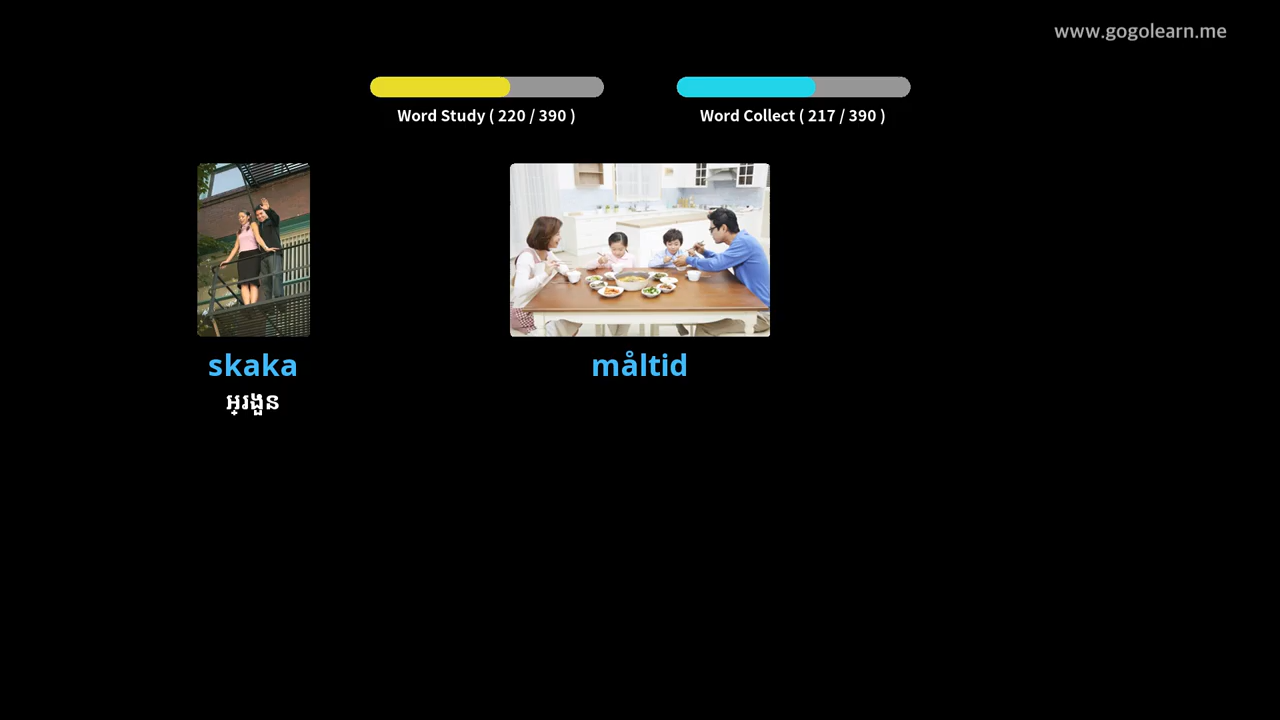 www.gogolearn.me
Word Study ( 220 / 390 )
Word Collect ( 217 / 390 )
skaka
måltid
អ្រងួន